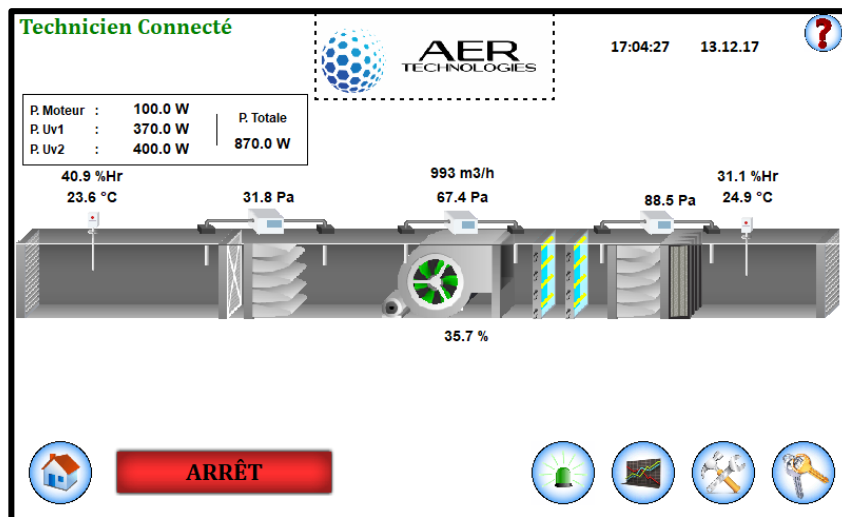 Technicien Connecté
AER
TECHNOLOGIES
17:04:27 13.12.17
?
P. Moteur : 100.0 W
P. Uv1 : 370.0 W
P. Uv2 : 400.0 W
P. Totale
870.0 W
40.9 %Hr
23.6 °C
31.8 Pa
993 m3/h
67.4 Pa
88.5 Pa
31.1 %Hr
24.9 °C
35.7 %
ARRÊT